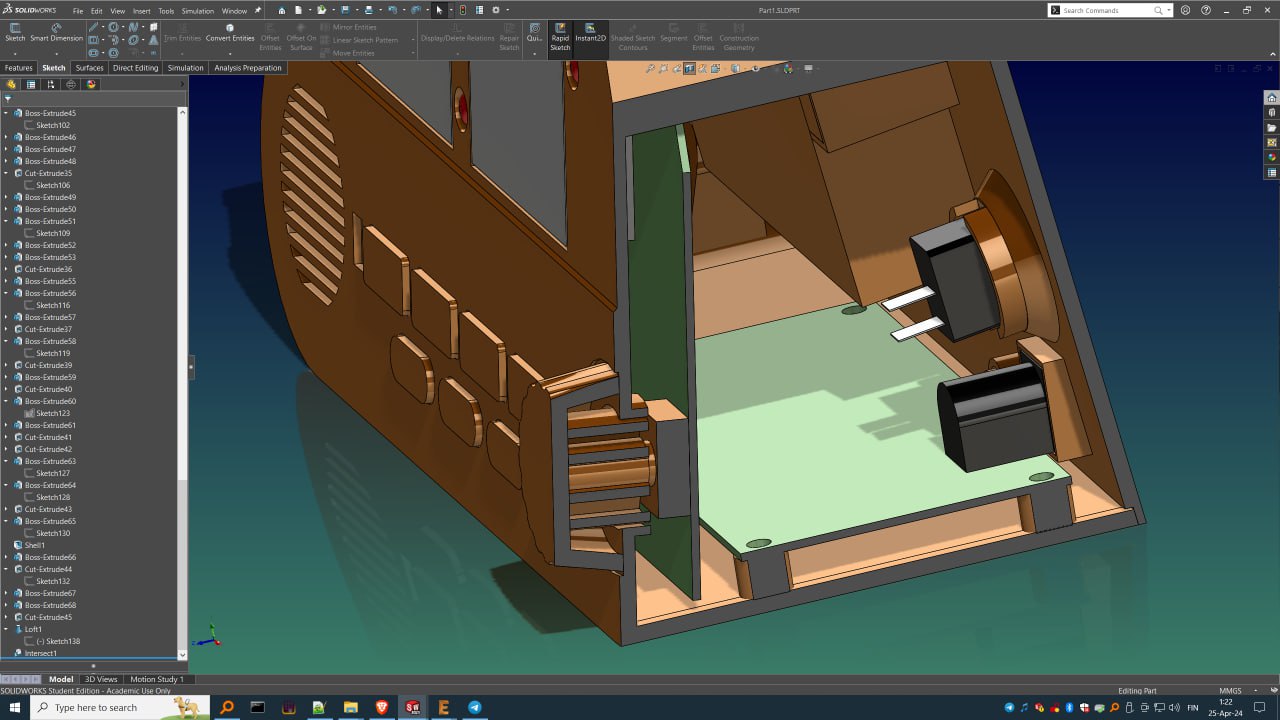 SOLIDWORKS File Edit View Insert Tools Simulation Window Part1.SLDPRT Search Commands
Sketch Smart Dimension Trim Entities Convert Entities Offset Entities Offset On Surface Mirror Entities Linear Sketch Pattern Move Entities Display/Delete Relations Repair Sketch Qui... Rapid Sketch Instant2D Shaded Sketch Contours Segment Offset Entities Construction Geometry
Features Sketch Surfaces Direct Editing Simulation Analysis Preparation
Boss-Extrude45
Sketch102
Boss-Extrude46
Boss-Extrude47
Boss-Extrude48
Cut-Extrude35
Sketch106
Boss-Extrude49
Boss-Extrude50
Boss-Extrude51
Sketch109
Boss-Extrude52
Boss-Extrude53
Cut-Extrude36
Boss-Extrude55
Boss-Extrude56
Sketch116
Boss-Extrude57
Cut-Extrude37
Boss-Extrude58
Sketch119
Cut-Extrude39
Boss-Extrude59
Cut-Extrude40
Boss-Extrude60
Sketch123
Boss-Extrude61
Cut-Extrude41
Cut-Extrude42
Boss-Extrude63
Sketch127
Boss-Extrude64
Sketch128
Cut-Extrude43
Boss-Extrude65
Sketch130
Shell1
Boss-Extrude66
Cut-Extrude44
Sketch132
Boss-Extrude67
Boss-Extrude68
Cut-Extrude45
Loft1
(-) Sketch138
Intersect1
Model 3D Views Motion Study 1
SOLIDWORKS Student Edition - Academic Use Only Editing Part MMGS
Type here to search FIN 1:22
25-Apr-24